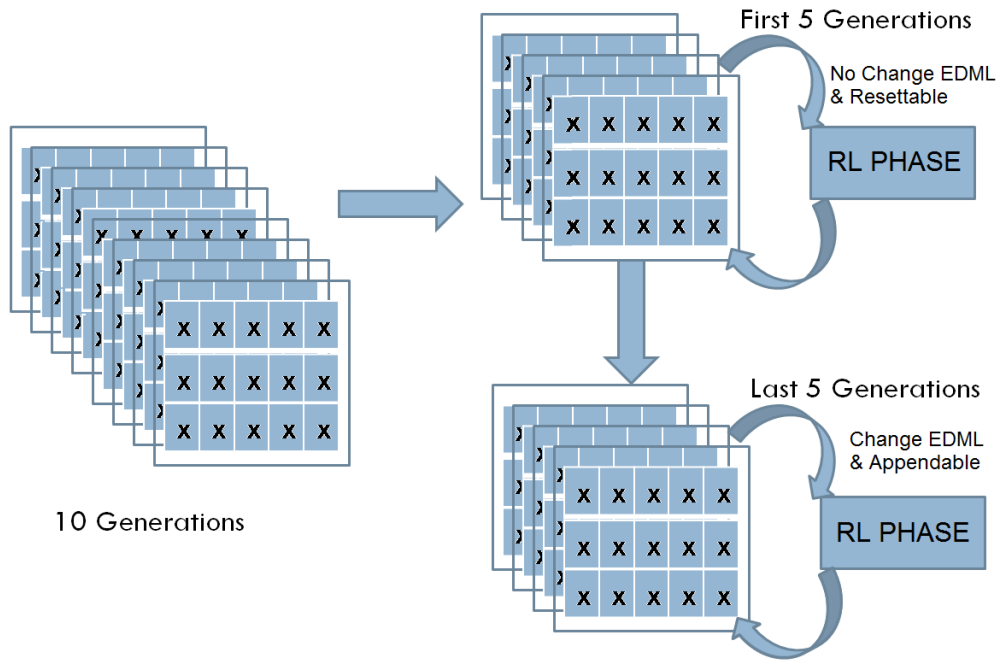 First 5 Generations
No Change EDML
& Resettable
RL PHASE
X X X X X
X X X X X
X X X X X
X X X X X
X X X X X
X X X X X
X X X X X
10 Generations
Last 5 Generations
Change EDML
& Appendable
RL PHASE
X X X X X
X X X X X
X X X X X